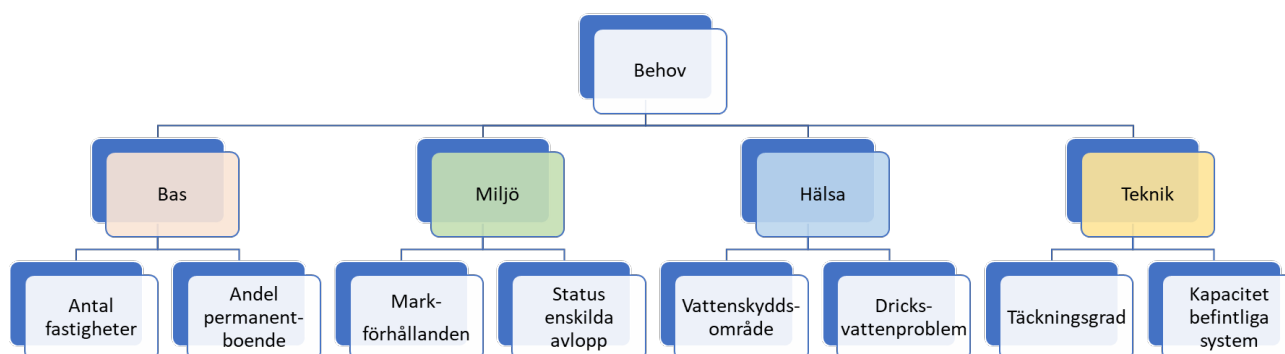 Behov
Bas
Miljö
Hälsa
Teknik
Antal
fastigheter
Andel
permanent-
boende
Mark-
förhållanden
Status
enskilda
avlopp
Vattenskydds-
område
Dricks-
vattenproblem
Täckningsgrad
Kapacitet
befintliga
system